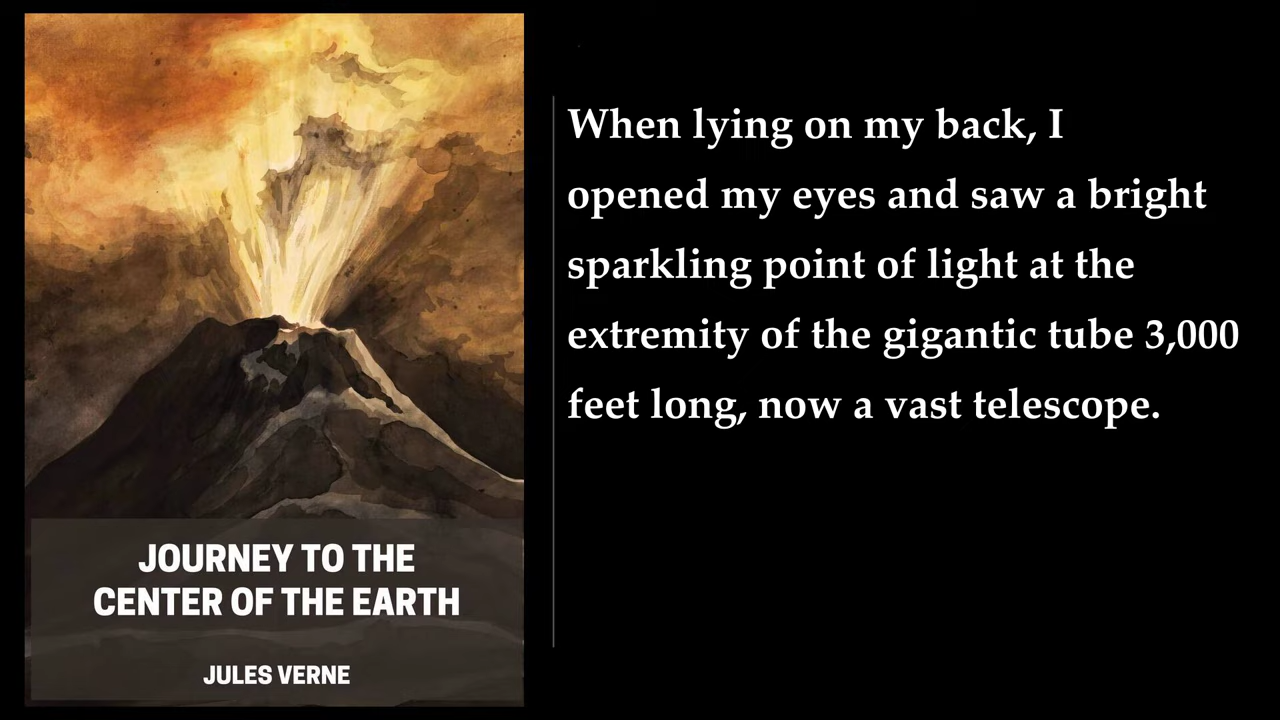 When lying on my back, I
opened my eyes and saw a bright
sparkling point of light at the
extremity of the gigantic tube 3,000
feet long, now a vast telescope.
JOURNEY TO THE
CENTER OF THE EARTH
JULES VERNE